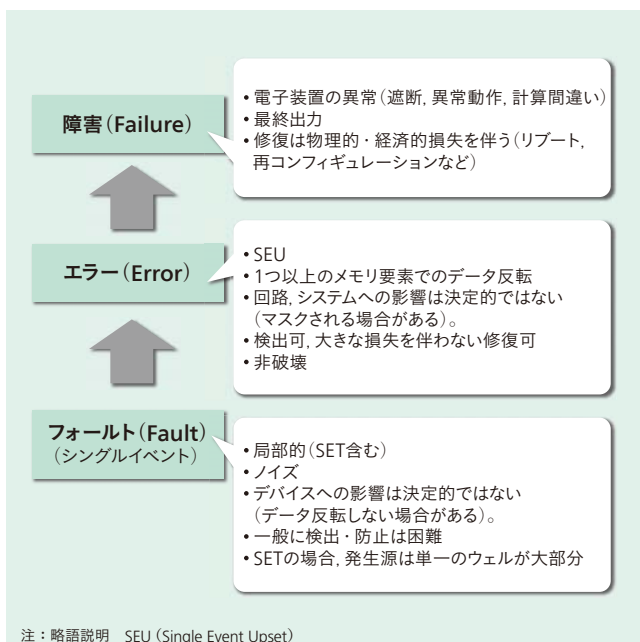 障害（Failure）
• 電子装置の異常（遮断, 異常動作, 計算間違い）
• 最終出力
• 修復は物理的・経済的損失を伴う（リブート,
再コンフィギュレーションなど）
エラー（Error）
• SEU
• 1つ以上のメモリ要素でのデータ反転
• 回路, システムへの影響は決定的ではない
（マスクされる場合がある）。
• 検出可, 大きな損失を伴わない修復可
• 非破壊
フォールト（Fault）
（シングルイベント）
• 局部的（SET含む）
• ノイズ
• デバイスへの影響は決定的ではない
（データ反転しない場合がある）。
• 一般に検出・防止は困難
• SETの場合, 発生源は単一のウェルが大部分
注：略語説明　SEU（Single Event Upset）